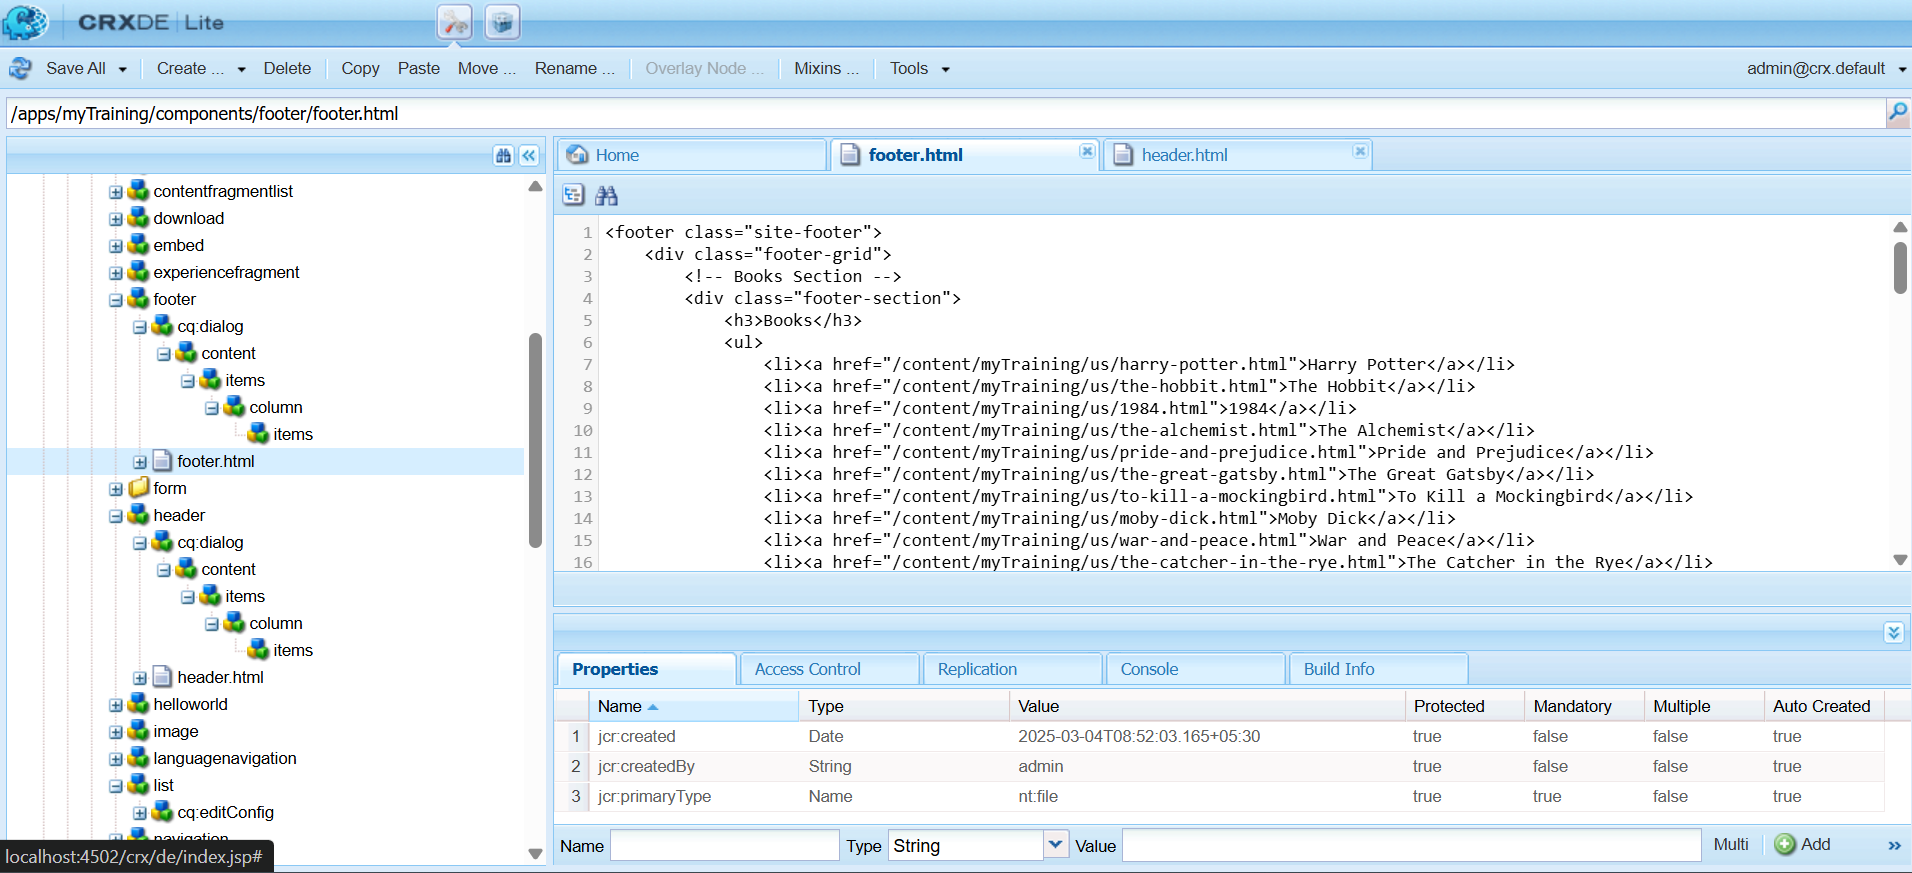 CRXDE | Lite
Save All Create ... Delete Copy Paste Move ... Rename ... Overlay Node ... Mixins ... Tools admin@crx.default
/apps/myTraining/components/footer/footer.html
contentfragmentlist
download
embed
experiencefragment
footer
cq:dialog
content
items
column
items
footer.html
form
header
cq:dialog
content
items
column
items
header.html
helloworld
image
languagenavigation
list
cq:editConfig
navigation
localhost:4502/crx/de/index.jsp#
Home footer.html header.html
1 <footer class="site-footer">
2 <div class="footer-grid">
3 <!-- Books Section -->
4 <div class="footer-section">
5 <h3>Books</h3>
6 <ul>
7 <li><a href="/content/myTraining/us/harry-potter.html">Harry Potter</a></li>
8 <li><a href="/content/myTraining/us/the-hobbit.html">The Hobbit</a></li>
9 <li><a href="/content/myTraining/us/1984.html">1984</a></li>
10 <li><a href="/content/myTraining/us/the-alchemist.html">The Alchemist</a></li>
11 <li><a href="/content/myTraining/us/pride-and-prejudice.html">Pride and Prejudice</a></li>
12 <li><a href="/content/myTraining/us/the-great-gatsby.html">The Great Gatsby</a></li>
13 <li><a href="/content/myTraining/us/to-kill-a-mockingbird.html">To Kill a Mockingbird</a></li>
14 <li><a href="/content/myTraining/us/moby-dick.html">Moby Dick</a></li>
15 <li><a href="/content/myTraining/us/war-and-peace.html">War and Peace</a></li>
16 <li><a href="/content/myTraining/us/the-catcher-in-the-rye.html">The Catcher in the Rye</a></li>
Properties Access Control Replication Console Build Info
Name Type Value Protected Mandatory Multiple Auto Created
1 jcr:created Date 2025-03-04T08:52:03.165+05:30 true false false true
2 jcr:createdBy String admin true false false true
3 jcr:primaryType Name nt:file true true false true
Name Type String Value Multi Add »